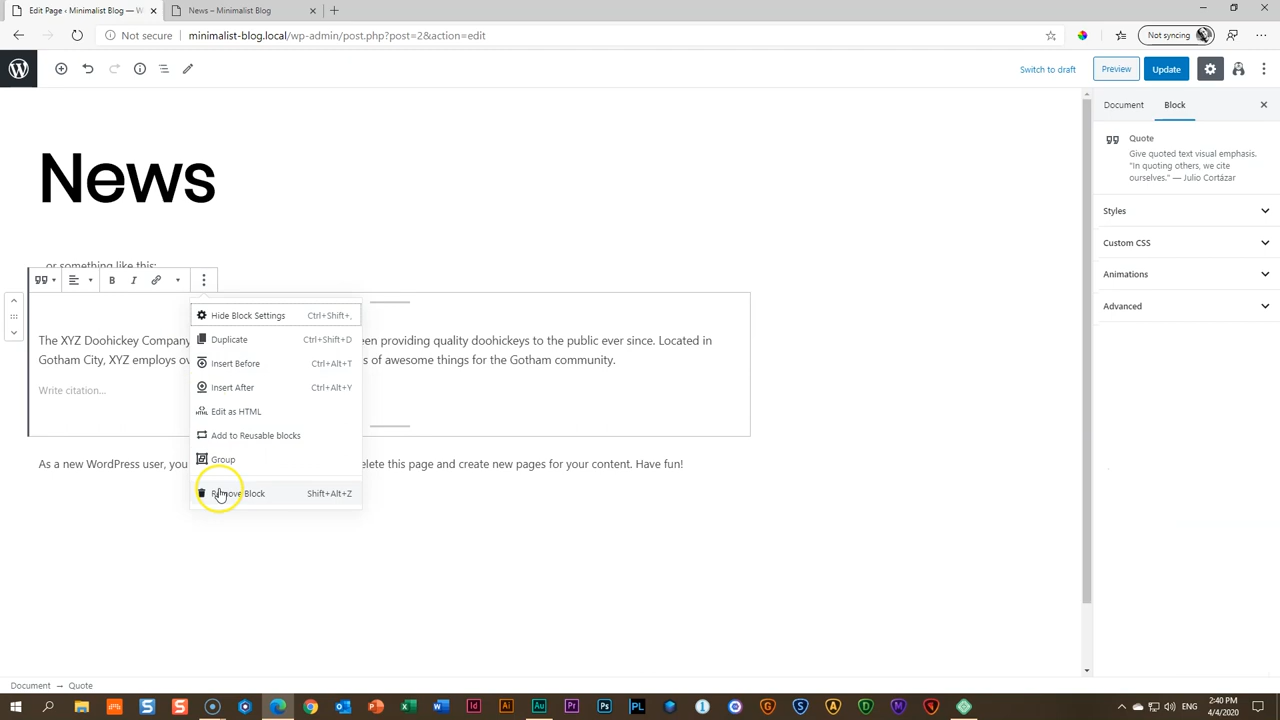 Edit Page ‹ Minimalist Blog — W
News – Minimalist Blog
Not secure
minimalist-blog.local/wp-admin/post.php?post=2&action=edit
Not syncing
Switch to draft
Preview
Update
Document
Block
Quote
Give quoted text visual emphasis.
"In quoting others, we cite
ourselves." — Julio Cortázar
Styles
Custom CSS
Animations
Advanced
News
or something like this:
B
I
The XYZ Doohickey Company
en providing quality doohickeys to the public ever since. Located in
Gotham City, XYZ employs ov
s of awesome things for the Gotham community.
Write citation…
As a new WordPress user, you
elete this page and create new pages for your content. Have fun!
Hide Block Settings Ctrl+Shift+,
Duplicate Ctrl+Shift+D
Insert Before Ctrl+Alt+T
Insert After Ctrl+Alt+Y
HTML Edit as HTML
Add to Reusable blocks
Group
Remove Block Shift+Alt+Z
Document → Quote
2:40 PM
4/4/2020